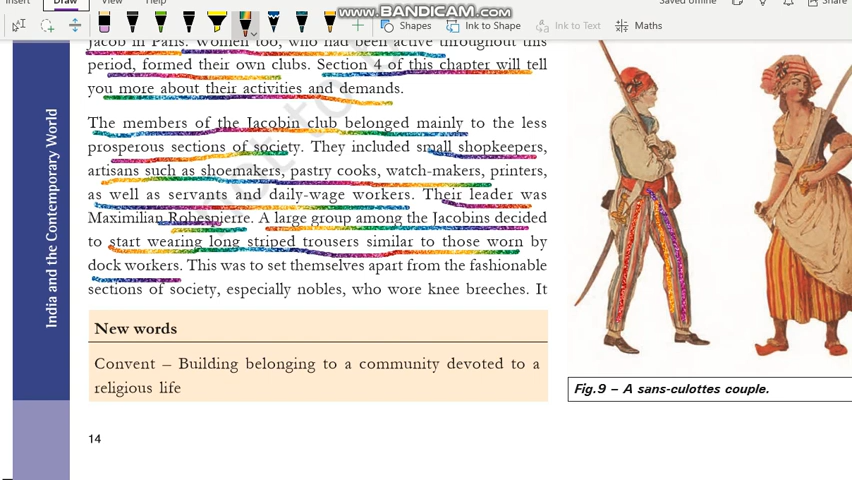 Insert Draw View Saved offline Share
www.BANDICAM.com
Shapes Ink to Shape Ink to Text Maths
Jacob in Paris. Women too, who had been active throughout this
period, formed their own clubs. Section 4 of this chapter will tell
you more about their activities and demands.
The members of the Jacobin club belonged mainly to the less
prosperous sections of society. They included small shopkeepers,
artisans such as shoemakers, pastry cooks, watch-makers, printers,
as well as servants and daily-wage workers. Their leader was
Maximilian Robespierre. A large group among the Jacobins decided
to start wearing long striped trousers similar to those worn by
dock workers. This was to set themselves apart from the fashionable
sections of society, especially nobles, who wore knee breeches. It
New words
Convent – Building belonging to a community devoted to a
religious life
14
India and the Contemporary World
Fig.9 – A sans-culottes couple.